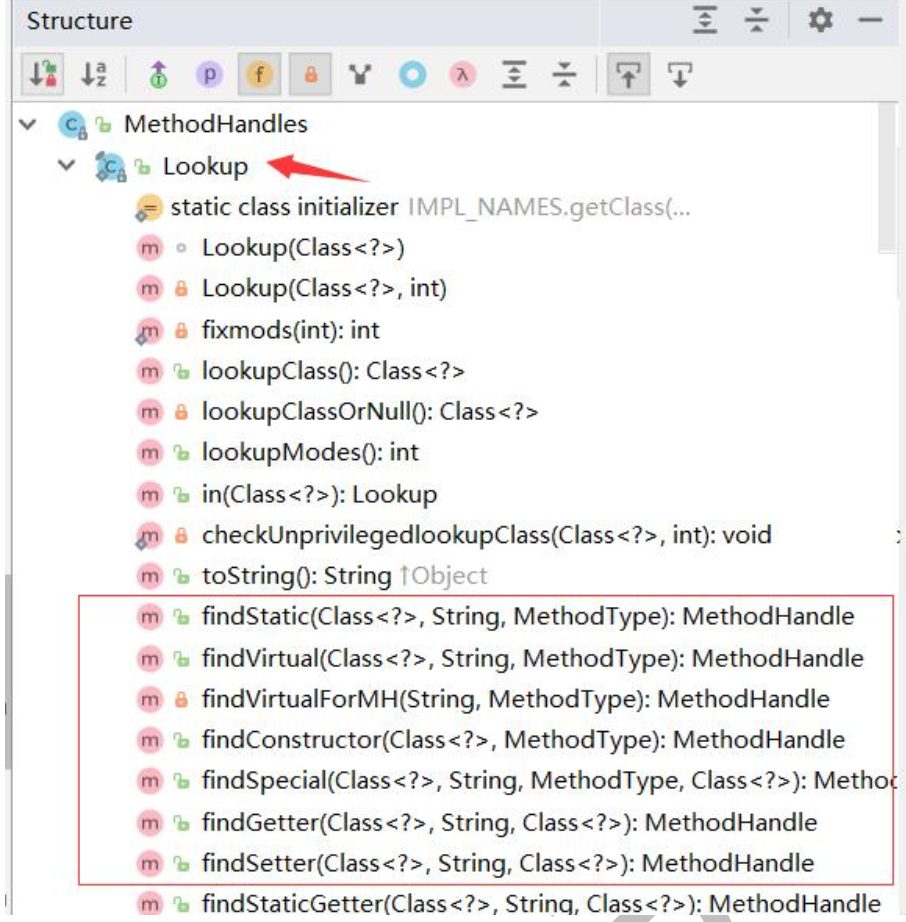 Structure
MethodHandles
Lookup
static class initializer IMPL_NAMES.getClass(...
Lookup(Class<?>)
Lookup(Class<?>, int)
fixmods(int): int
lookupClass(): Class<?>
lookupClassOrNull(): Class<?>
lookupModes(): int
in(Class<?>): Lookup
checkUnprivilegedlookupClass(Class<?>, int): void
toString(): String ↑Object
findStatic(Class<?>, String, MethodType): MethodHandle
findVirtual(Class<?>, String, MethodType): MethodHandle
findVirtualForMH(String, MethodType): MethodHandle
findConstructor(Class<?>, MethodType): MethodHandle
findSpecial(Class<?>, String, MethodType, Class<?>): Metho
findGetter(Class<?>, String, Class<?>): MethodHandle
findSetter(Class<?>, String, Class<?>): MethodHandle
findStaticGetter(Class<?>, String, Class<?>): MethodHandle